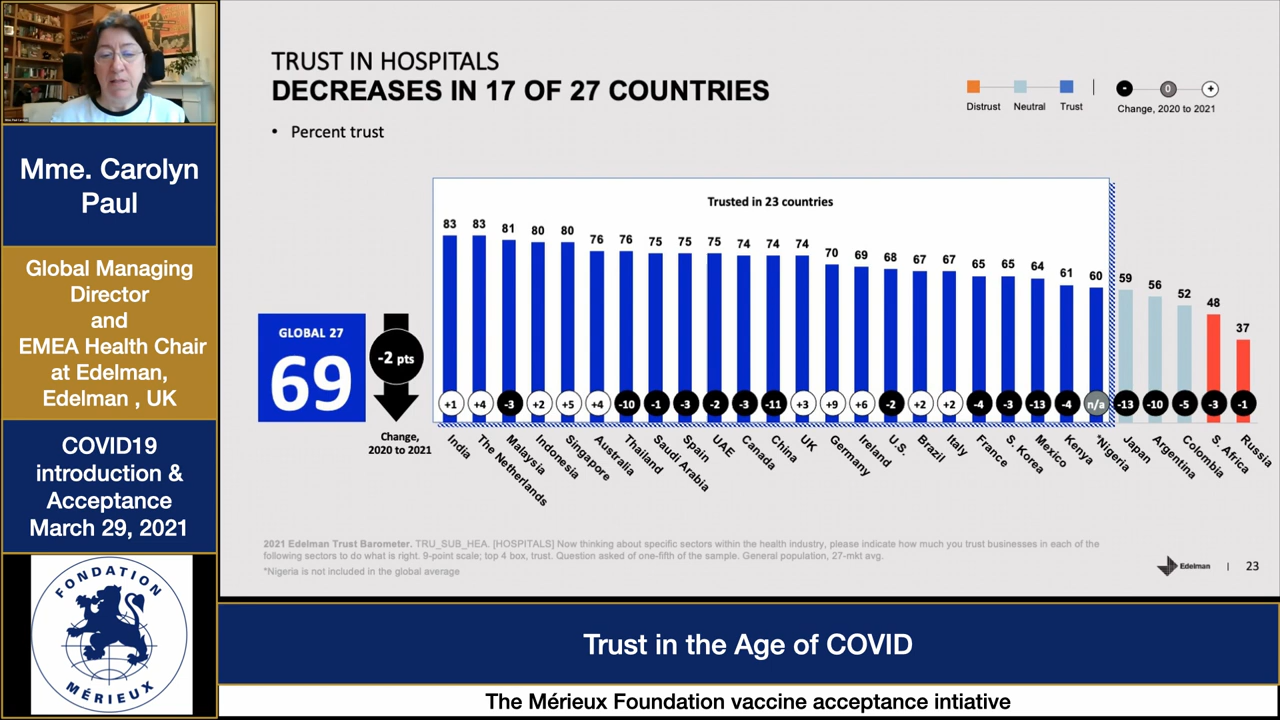 Mme. Carolyn
Paul
Global Managing
Director
and
EMEA Health Chair
at Edelman,
Edelman , UK
COVID19
introduction &
Acceptance
March 29, 2021
FONDATION
MÉRIEUX
TRUST IN HOSPITALS
DECREASES IN 17 OF 27 COUNTRIES
• Percent trust
Distrust Neutral Trust
- 0 +
Change, 2020 to 2021
Trusted in 23 countries
83 83 81 80 80 76 76 75 75 75 74 74 74 70 69 68 67 67 65 65 64 61 60 59 56 52 48 37
GLOBAL 27
69
-2 pts
Change,
2020 to 2021
+1 +4 -3 +2 +5 +4 -10 -1 -3 -2 -3 -11 +3 +9 +6 -2 +2 +2 -4 -3 -13 -4 n/a -13 -10 -5 -3 -1
India
The Netherlands
Malaysia
Indonesia
Singapore
Australia
Thailand
Saudi Arabia
Spain
UAE
Canada
China
UK
Germany
Ireland
U.S.
Brazil
Italy
France
S. Korea
Mexico
Kenya
*Nigeria
Japan
Argentina
Colombia
S. Africa
Russia
2021 Edelman Trust Barometer. TRU_SUB_HEA. [HOSPITALS] Now thinking about specific sectors within the health industry, please indicate how much you trust businesses in each of the
following sectors to do what is right. 9-point scale; top 4 box, trust. Question asked of one-fifth of the sample. General population, 27-mkt avg.
*Nigeria is not included in the global average
Edelman | 23
Trust in the Age of COVID
The Mérieux Foundation vaccine acceptance intiative